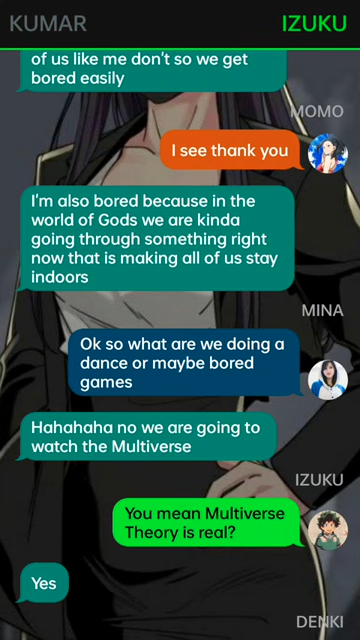 KUMAR
IZUKU
of us like me don't so we get
bored easily
MOMO
I see thank you
I'm also bored because in the
world of Gods we are kinda
going through something right
now that is making all of us stay
indoors
MINA
Ok so what are we doing a
dance or maybe bored
games
Hahahaha no we are going to
watch the Multiverse
IZUKU
You mean Multiverse
Theory is real?
Yes
DENKI